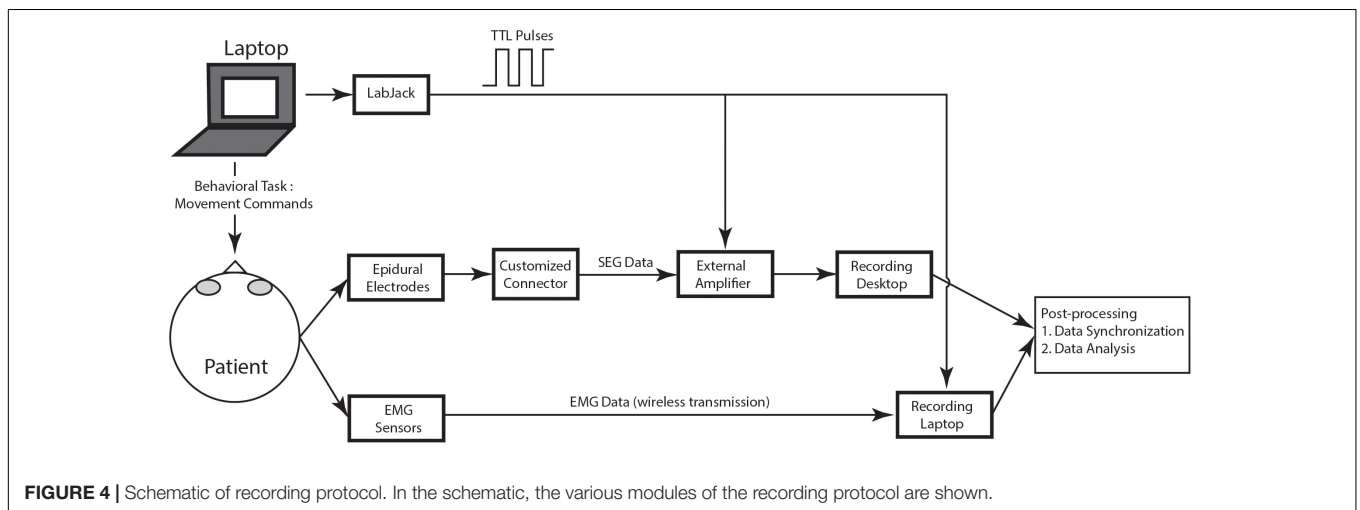 Laptop
TTL Pulses
LabJack
Behavioral Task :
Movement Commands
Epidural
Electrodes
Customized
Connector
SEG Data
External
Amplifier
Recording
Desktop
Post-processing
1. Data Synchronization
2. Data Analysis
Patient
EMG
Sensors
EMG Data (wireless transmission)
Recording
Laptop
FIGURE 4 | Schematic of recording protocol. In the schematic, the various modules of the recording protocol are shown.